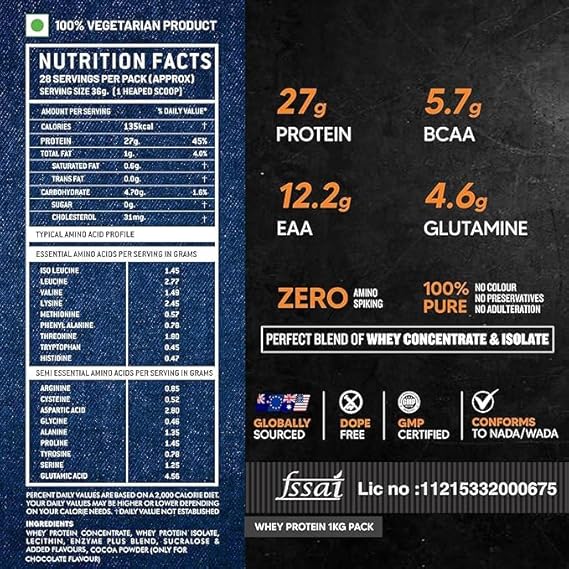 100% VEGETARIAN PRODUCT
NUTRITION FACTS
28 SERVINGS PER PACK (APPROX)
SERVING SIZE 36g. (1 HEAPED SCOOP)
AMOUNT PER SERVING % DAILY VALUE*
CALORIES 135kcal †
PROTEIN 27g. 45%
TOTAL FAT 1g. 4.0%
SATURATED FAT 0.6g. †
TRANS FAT 0.0g. †
CARBOHYDRATE 4.70g. 1.6%
SUGAR 0g. †
CHOLESTEROL 31mg. †
TYPICAL AMINO ACID PROFILE
ESSENTIAL AMINO ACIDS PER SERVING IN GRAMS
ISO LEUCINE 1.45
LEUCINE 2.77
VALINE 1.49
LYSINE 2.45
METHIONINE 0.57
PHENYL ALANINE 0.78
THREONINE 1.80
TRYPTOPHAN 0.45
HISTIDINE 0.47
SEMI ESSENTIAL AMINO ACIDS PER SERVING IN GRAMS
ARGININE 0.85
CYSTEINE 0.52
ASPARTIC ACID 2.80
GLYCINE 0.46
ALANINE 1.35
PROLINE 1.45
TYROSINE 0.78
SERINE 1.25
GLUTAMIC ACID 4.56
PERCENT DAILY VALUES ARE BASED ON A 2,000 CALORIE DIET.
YOUR DAILY VALUES MAY BE HIGHER OR LOWER DEPENDING
ON YOUR CALORIE NEEDS. † DAILY VALUE NOT ESTABLISHED
INGREDIENTS
WHEY PROTEIN CONCENTRATE, WHEY PROTEIN ISOLATE,
LECITHIN, ENZYME PLUS BLEND, SUCRALOSE &
ADDED FLAVOURS, COCOA POWDER (ONLY FOR
CHOCOLATE FLAVOUR)
27g 5.7g
PROTEIN BCAA
12.2g 4.6g
EAA GLUTAMINE
ZERO AMINO SPIKING
100% PURE NO COLOUR
NO PRESERVATIVES
NO ADULTERATION
PERFECT BLEND OF WHEY CONCENTRATE & ISOLATE
GLOBALLY SOURCED
DOPE FREE
GMP
GMP CERTIFIED
CONFORMS TO NADA/WADA
fssai Lic no :11215332000675
WHEY PROTEIN 1KG PACK